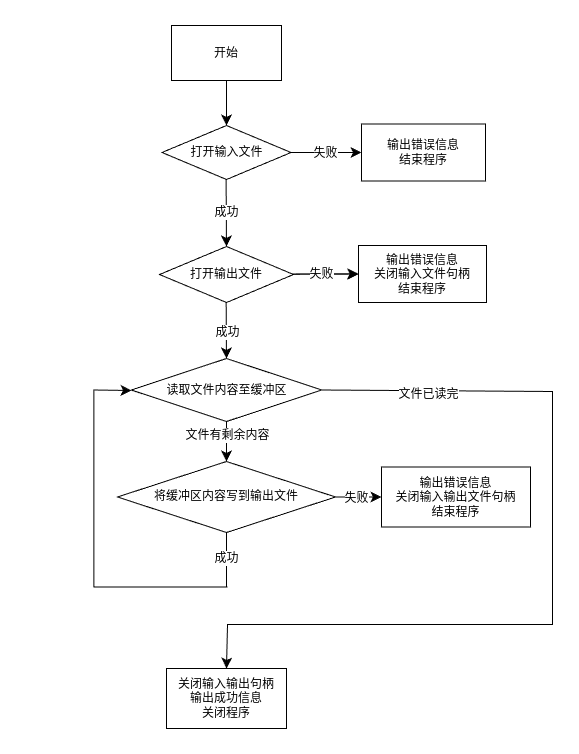 开始
打开输入文件
失败
输出错误信息
结束程序
成功
打开输出文件
失败
输出错误信息
关闭输入文件句柄
结束程序
成功
读取文件内容至缓冲区
文件已读完
文件有剩余内容
将缓冲区内容写到输出文件
失败
输出错误信息
关闭输入输出文件句柄
结束程序
成功
关闭输入输出句柄
输出成功信息
关闭程序